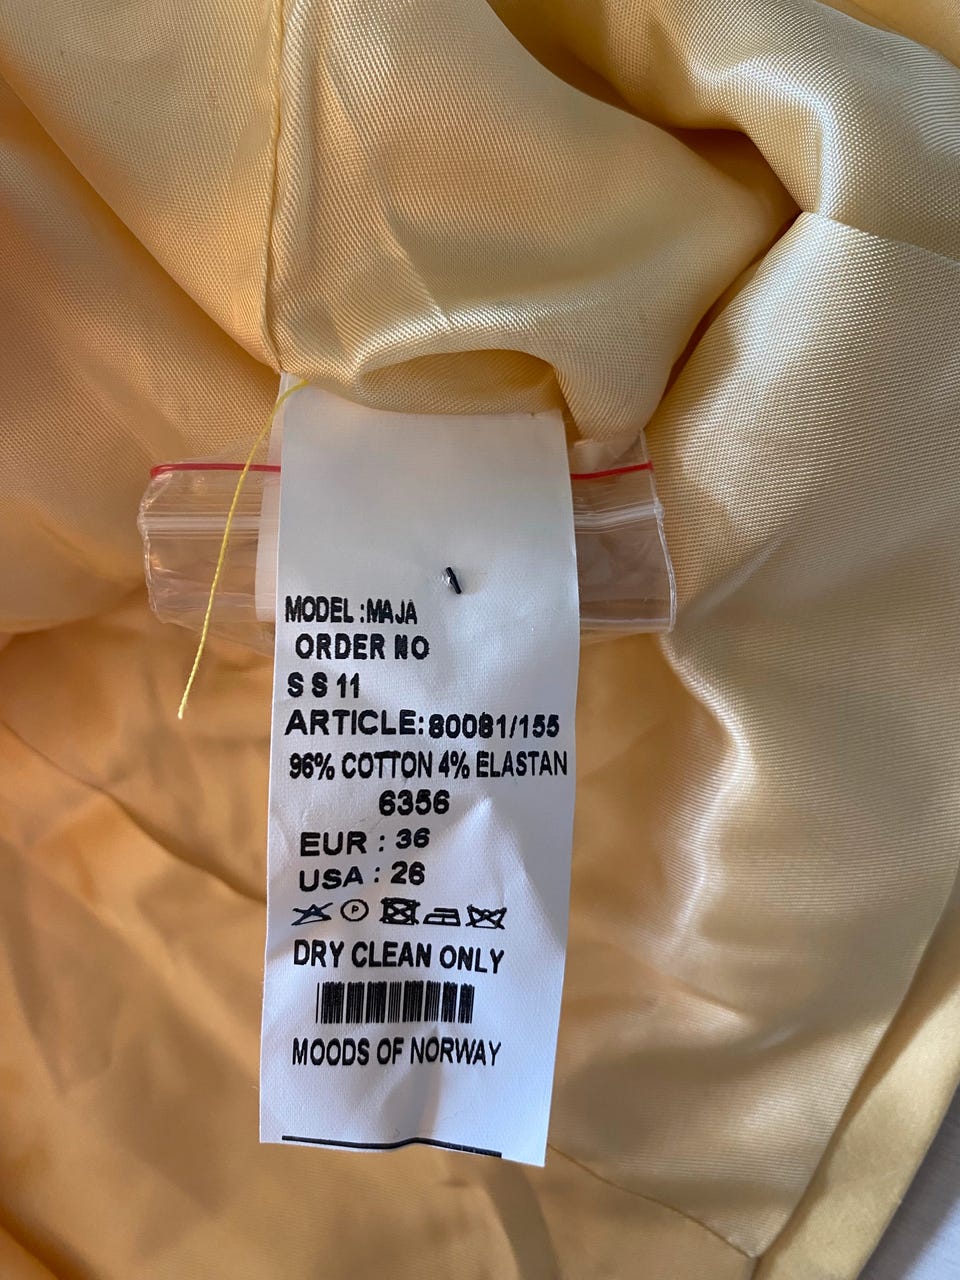 MODEL :MAJA
ORDER NO
S S 11
ARTICLE: 80081/155
96% COTTON 4% ELASTAN
6356
EUR : 36
USA : 26
P
DRY CLEAN ONLY
MOODS OF NORWAY